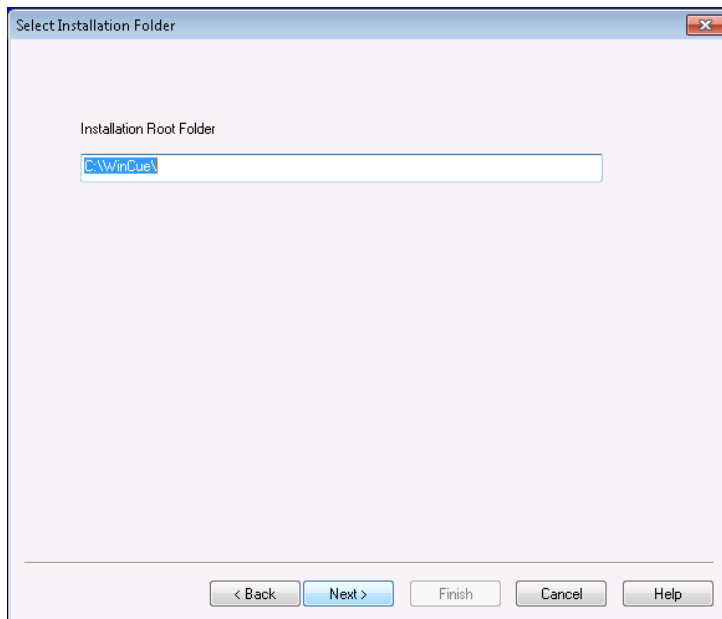 Select Installation Folder
Installation Root Folder
C:\WinCue\
< Back Next > Finish Cancel Help